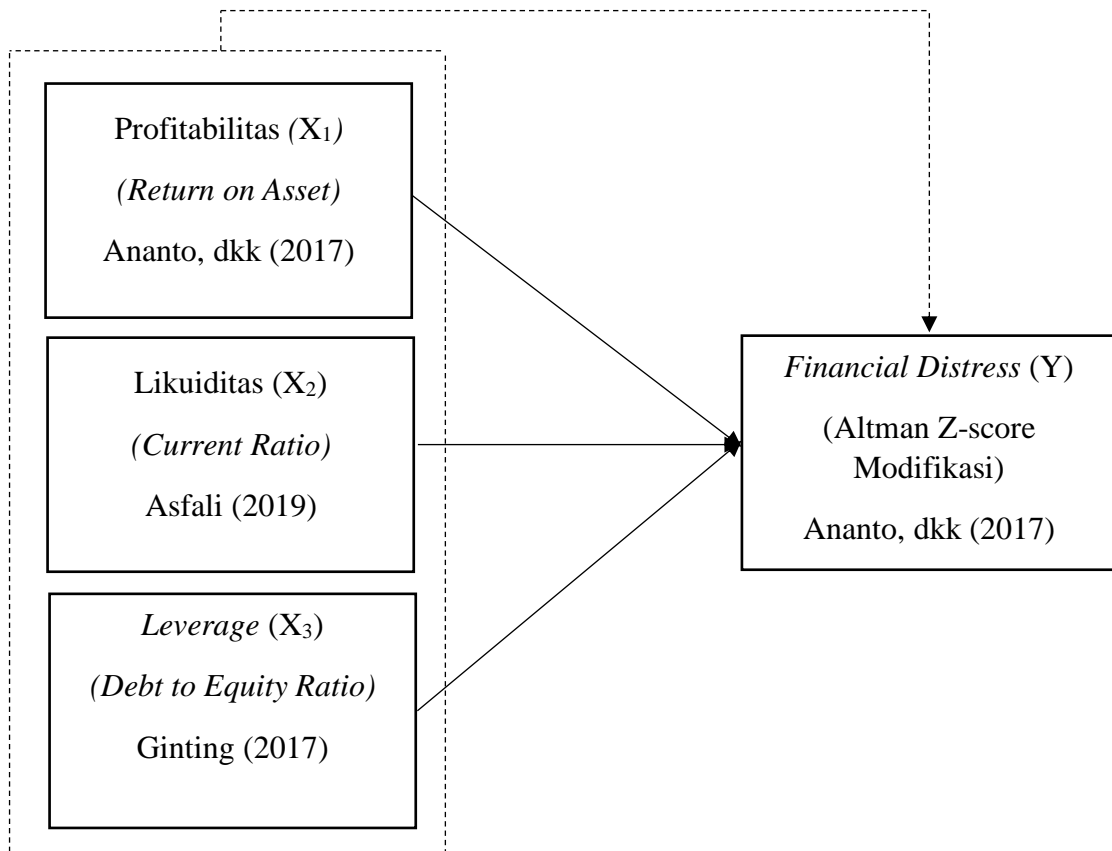 Profitabilitas (X₁)
(Return on Asset)
Ananto, dkk (2017)
Likuiditas (X₂)
(Current Ratio)
Asfali (2019)
Leverage (X₃)
(Debt to Equity Ratio)
Ginting (2017)
Financial Distress (Y)
(Altman Z-score
Modifikasi)
Ananto, dkk (2017)